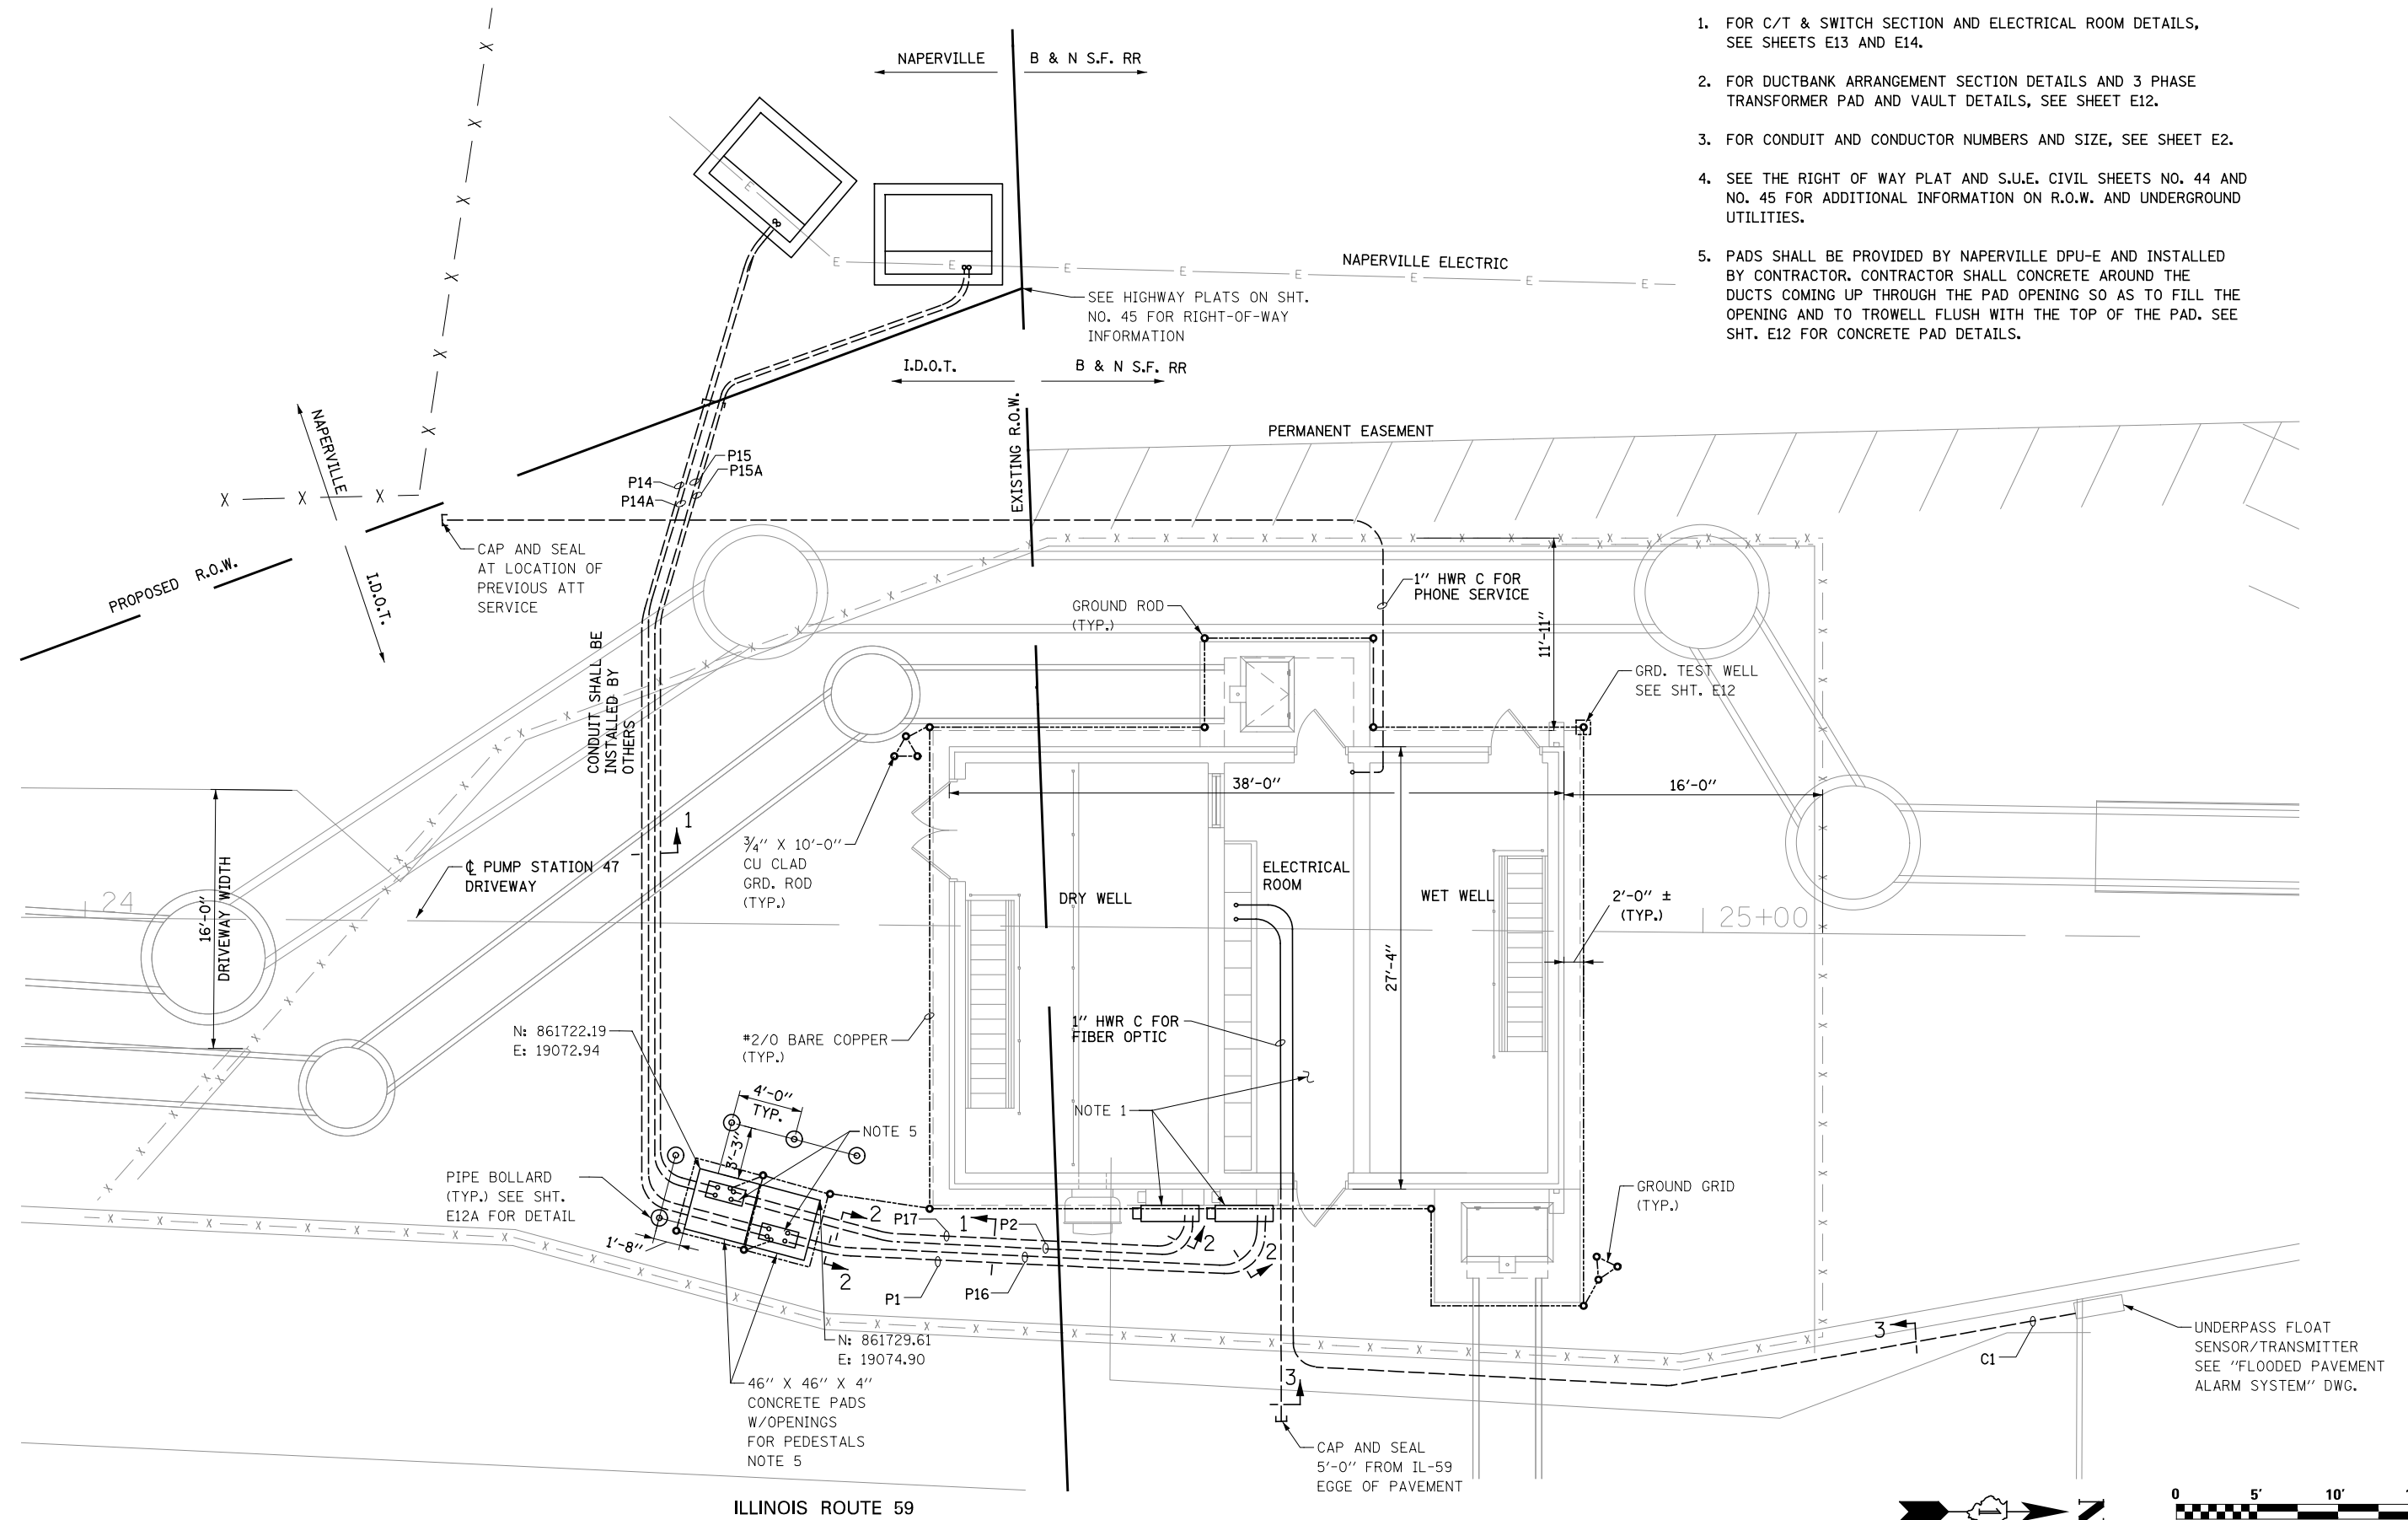 1. FOR C/T & SWITCH SECTION AND ELECTRICAL ROOM DETAILS,
SEE SHEETS E13 AND E14.
2. FOR DUCTBANK ARRANGEMENT SECTION DETAILS AND 3 PHASE
TRANSFORMER PAD AND VAULT DETAILS, SEE SHEET E12.
3. FOR CONDUIT AND CONDUCTOR NUMBERS AND SIZE, SEE SHEET E2.
4. SEE THE RIGHT OF WAY PLAT AND S.U.E. CIVIL SHEETS NO. 44 AND
NO. 45 FOR ADDITIONAL INFORMATION ON R.O.W. AND UNDERGROUND
UTILITIES.
5. PADS SHALL BE PROVIDED BY NAPERVILLE DPU-E AND INSTALLED
BY CONTRACTOR. CONTRACTOR SHALL CONCRETE AROUND THE
DUCTS COMING UP THROUGH THE PAD OPENING SO AS TO FILL THE
OPENING AND TO TROWELL FLUSH WITH THE TOP OF THE PAD. SEE
SHT. E12 FOR CONCRETE PAD DETAILS.
NAPERVILLE
B & N S.F. RR
NAPERVILLE ELECTRIC
SEE HIGHWAY PLATS ON SHT.
NO. 45 FOR RIGHT-OF-WAY
INFORMATION
I.D.O.T.
B & N S.F. RR
EXISTING R.O.W.
PERMANENT EASEMENT
NAPERVILLE
I.D.O.T.
PROPOSED R.O.W.
P15
P15A
P14
P14A
CAP AND SEAL
AT LOCATION OF
PREVIOUS ATT
SERVICE
1" HWR C FOR
PHONE SERVICE
GROUND ROD
(TYP.)
11'-11"
GRD. TEST WELL
SEE SHT. E12
CONDUIT SHALL BE
INSTALLED BY
OTHERS
38'-0"
16'-0"
1
3/4" X 10'-0"
CU CLAD
GRD. ROD
(TYP.)
℄ PUMP STATION 47
DRIVEWAY
24
16'-0"
DRIVEWAY WIDTH
DRY WELL
ELECTRICAL
ROOM
WET WELL
2'-0" ±
(TYP.)
25+00
27'-4"
N: 861722.19
E: 19072.94
#2/0 BARE COPPER
(TYP.)
1" HWR C FOR
FIBER OPTIC
4'-0"
TYP.
3'-3"
NOTE 5
NOTE 1
PIPE BOLLARD
(TYP.) SEE SHT.
E12A FOR DETAIL
1'-8"
2
2
P17
1
P2
2
2
P1
P16
GROUND GRID
(TYP.)
N: 861729.61
E: 19074.90
46" X 46" X 4"
CONCRETE PADS
W/OPENINGS
FOR PEDESTALS
NOTE 5
3
3
C1
UNDERPASS FLOAT
SENSOR/TRANSMITTER
SEE "FLOODED PAVEMENT
ALARM SYSTEM" DWG.
CAP AND SEAL
5'-0" FROM IL-59
EGGE OF PAVEMENT
ILLINOIS ROUTE 59
N
0 5' 10'